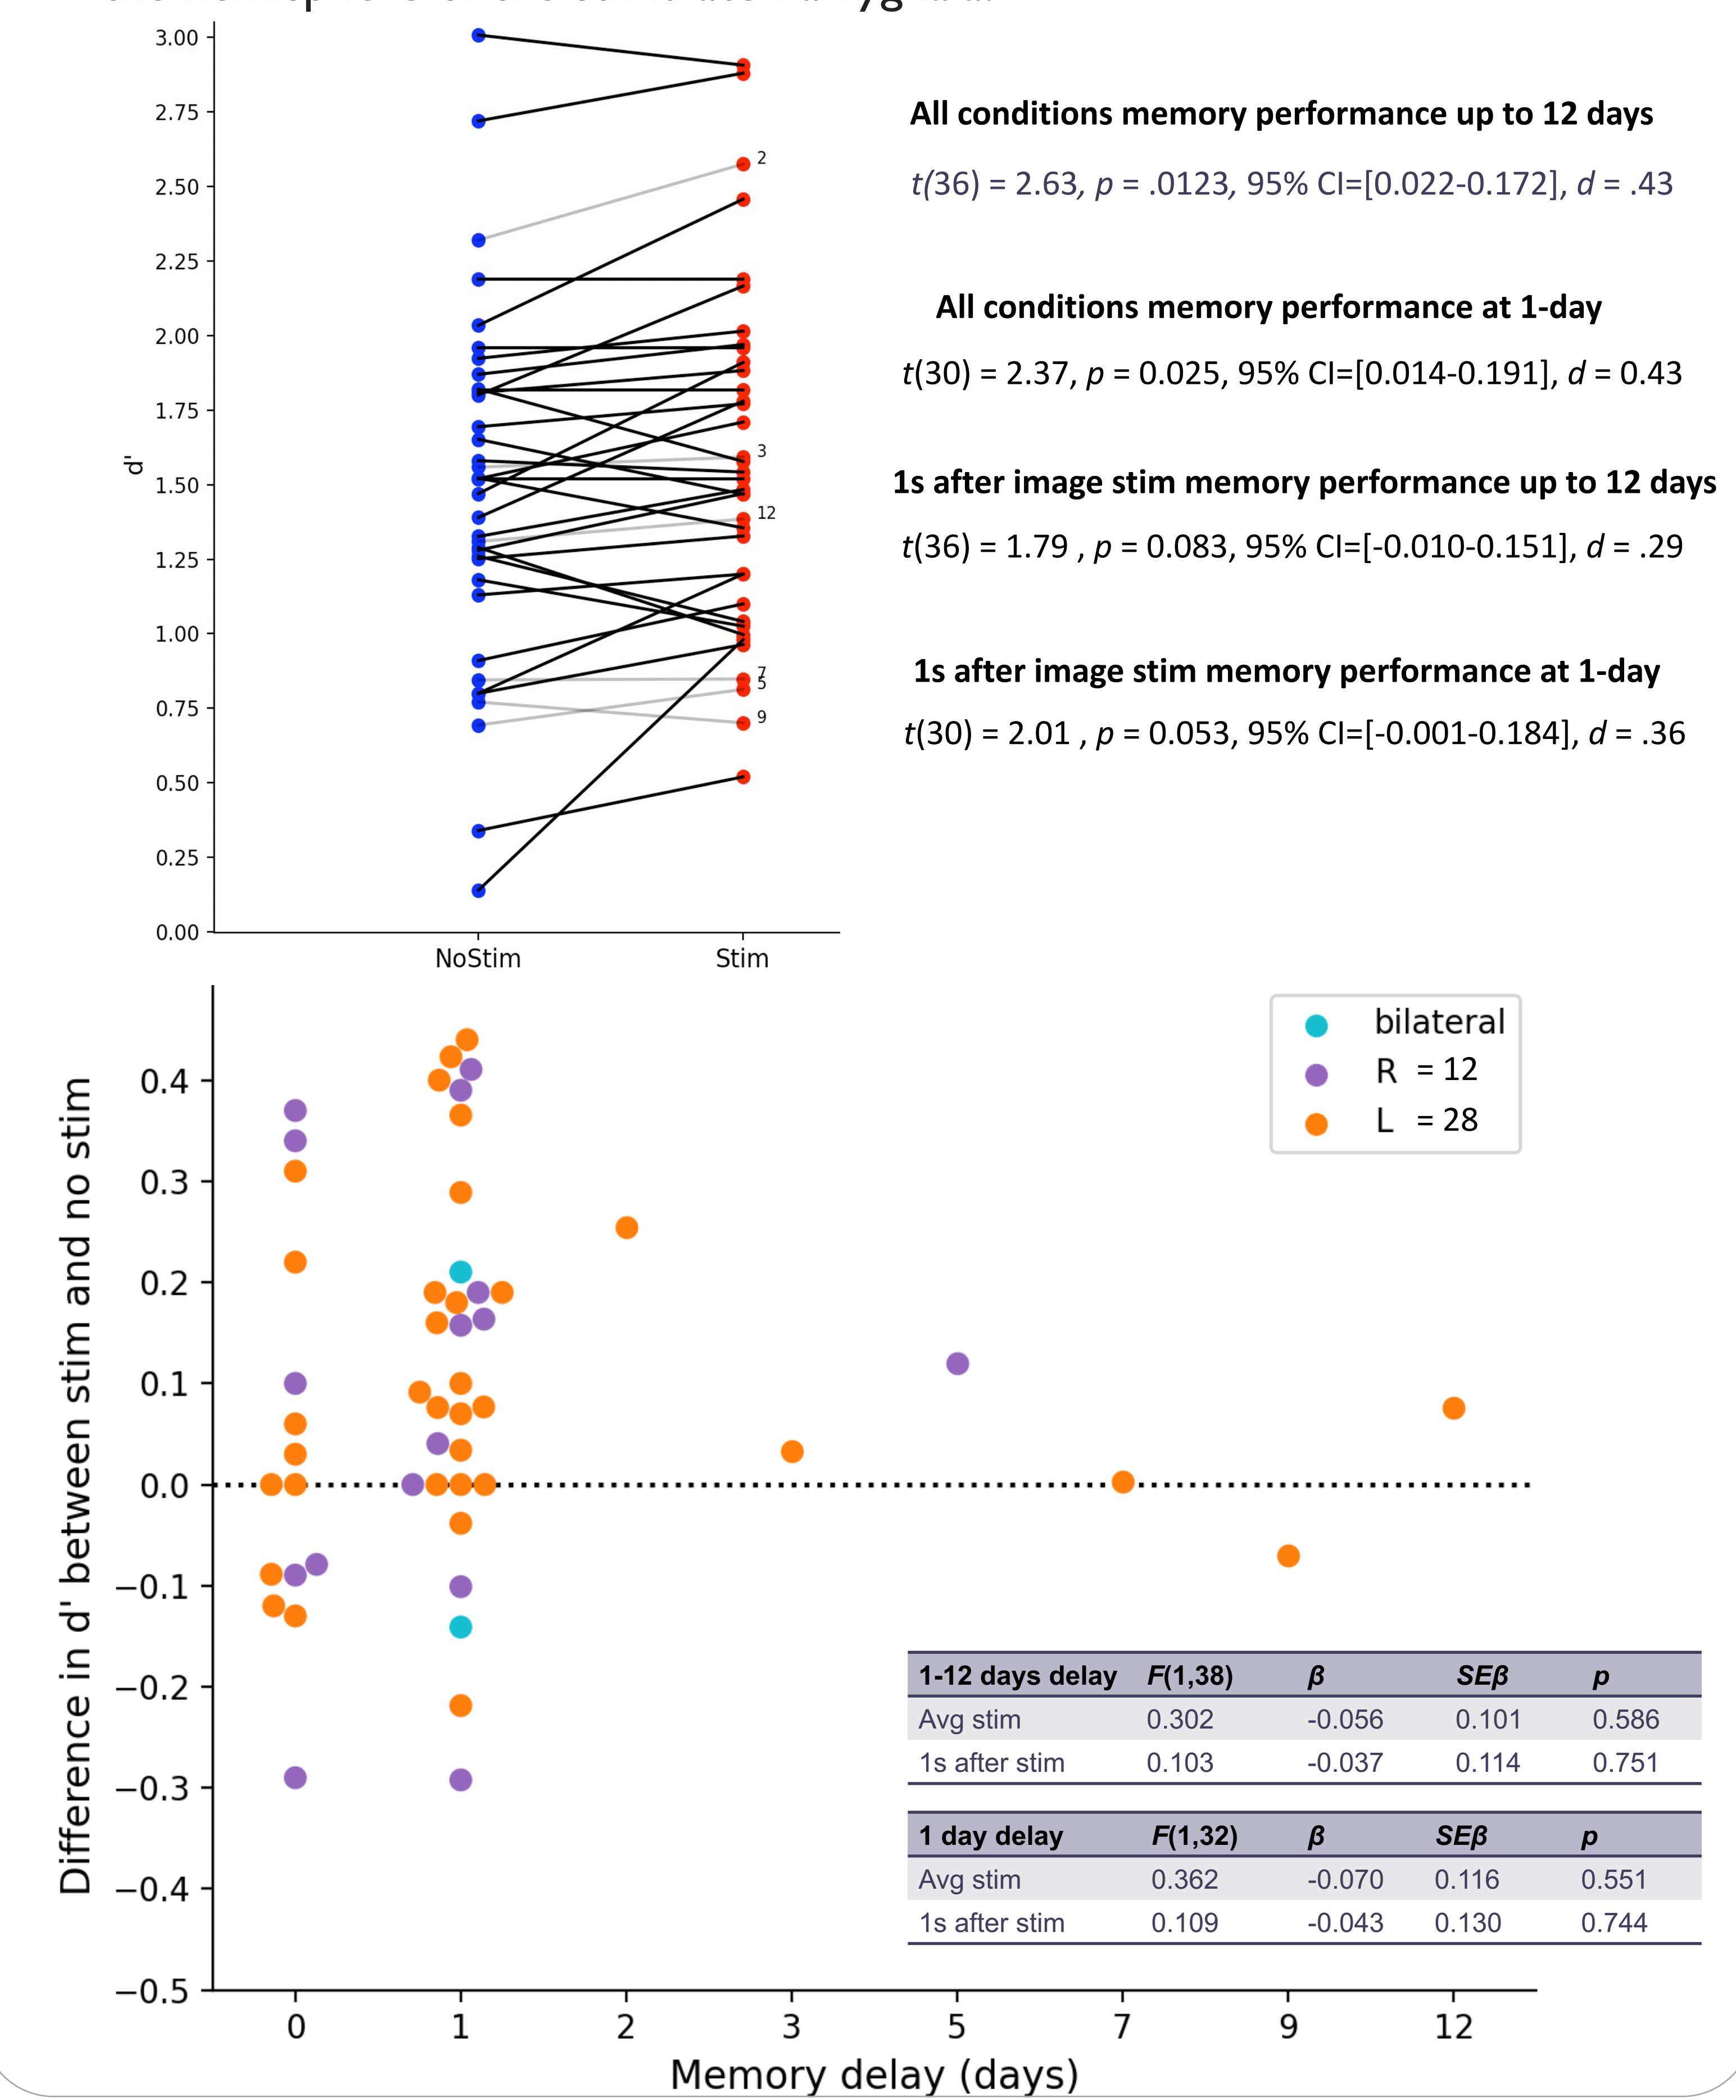 3.00
2.75
2.50
2.25
2.00
1.75
1.50
1.25
1.00
0.75
0.50
0.25
0.00
d'
2
3
12
7
5
9
NoStim
Stim
All conditions memory performance up to 12 days
t(36) = 2.63, p = .0123, 95% CI=[0.022-0.172], d = .43
All conditions memory performance at 1-day
t(30) = 2.37, p = 0.025, 95% CI=[0.014-0.191], d = 0.43
1s after image stim memory performance up to 12 days
t(36) = 1.79 , p = 0.083, 95% CI=[-0.010-0.151], d = .29
1s after image stim memory performance at 1-day
t(30) = 2.01 , p = 0.053, 95% CI=[-0.001-0.184], d = .36
bilateral
R = 12
L = 28
Difference in d' between stim and no stim
0.4
0.3
0.2
0.1
0.0
−0.1
−0.2
−0.3
−0.4
−0.5
1-12 days delay F(1,38) β SEβ p
Avg stim 0.302 -0.056 0.101 0.586
1s after stim 0.103 -0.037 0.114 0.751
1 day delay F(1,32) β SEβ p
Avg stim 0.362 -0.070 0.116 0.551
1s after stim 0.109 -0.043 0.130 0.744
0 1 2 3 5 7 9 12
Memory delay (days)